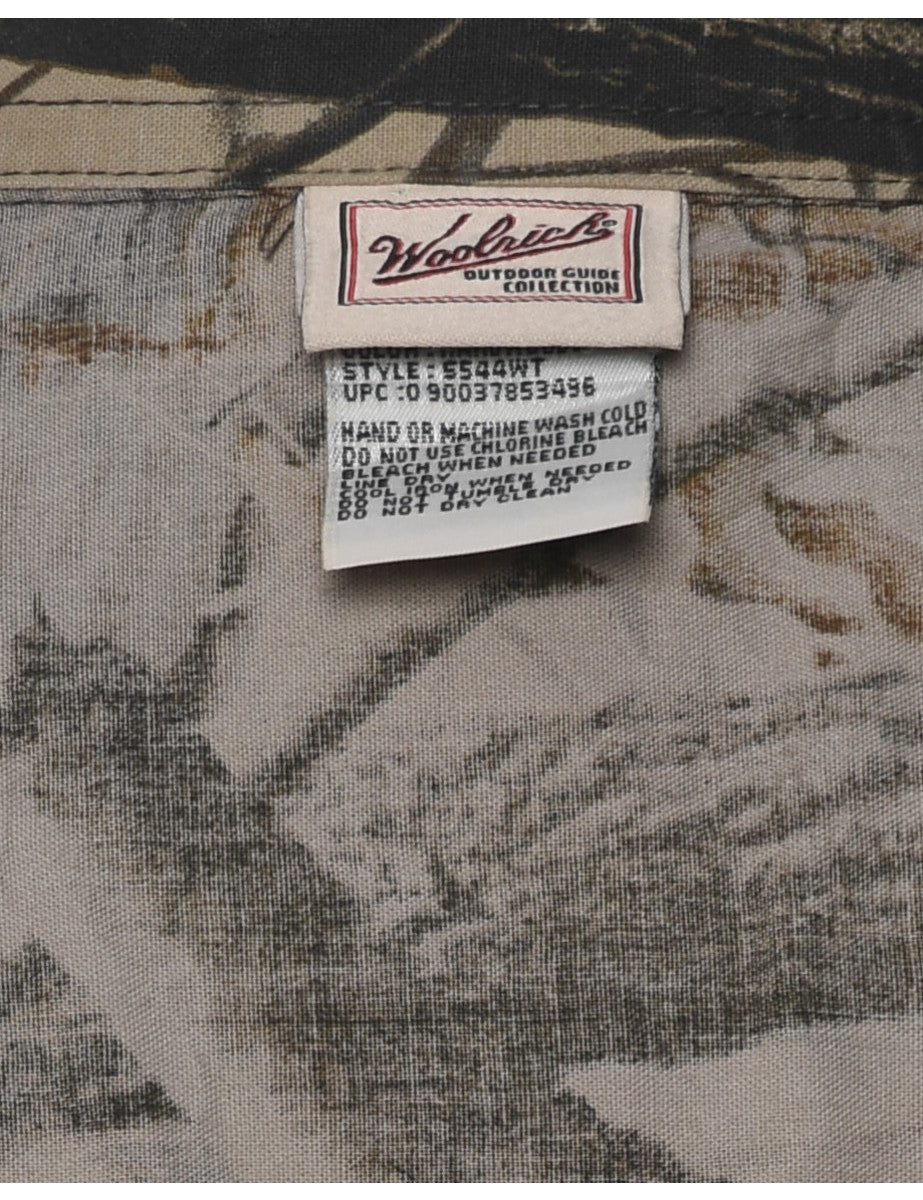 Woolrich
OUTDOOR GUIDE
COLLECTION
STYLE : 5544WT
UPC :0 90037853496
HAND OR MACHINE WASH COLD
DO NOT USE CHLORINE BLEACH
BLEACH WHEN NEEDED
LINE DRY
COOL IRON WHEN NEEDED
DO NOT TUMBLE DRY
DO NOT DRY CLEAN